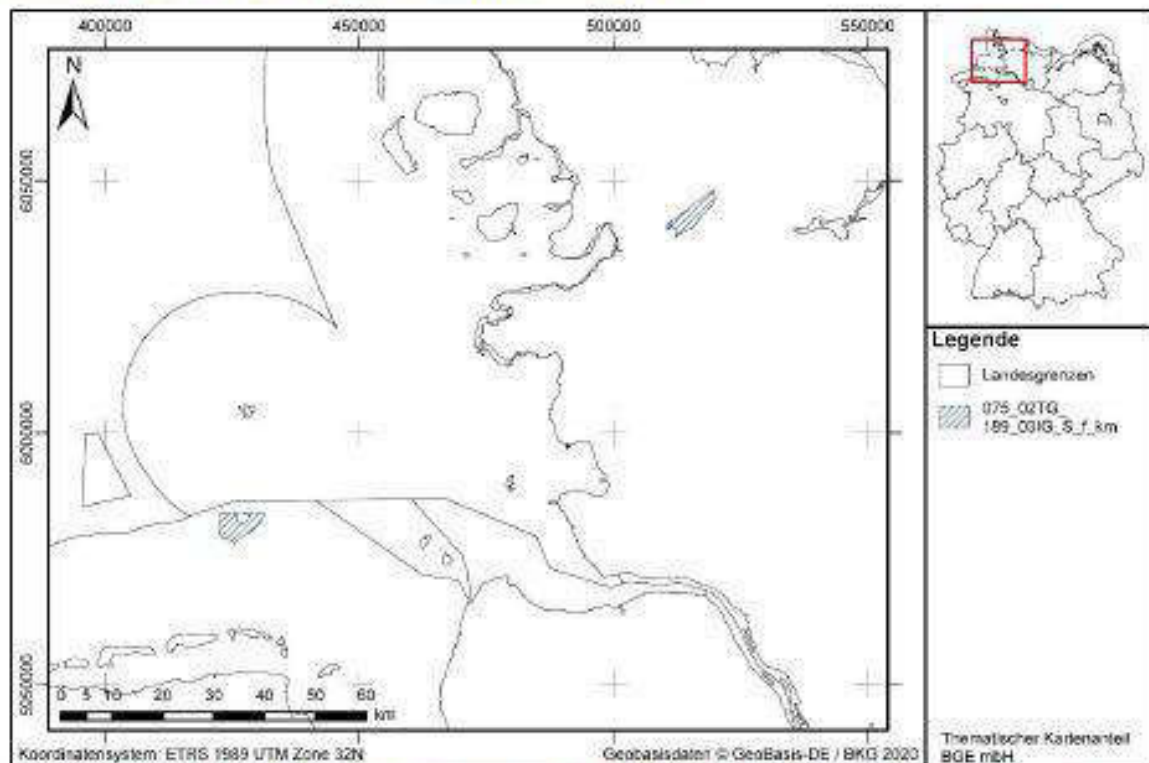 400000 450000 500000 550000
N
6050000
6000000
5950000
0 5 10 20 30 40 50 60
km
Koordinatensystem: ETRS 1989 UTM Zone 32N
Geobasisdaten © GeoBasis-DE / BKG 2020
Legende
Landesgrenzen
075_02TG_
189_00IG_S_f_km
Thematischer Kartenanteil
BGE mbH